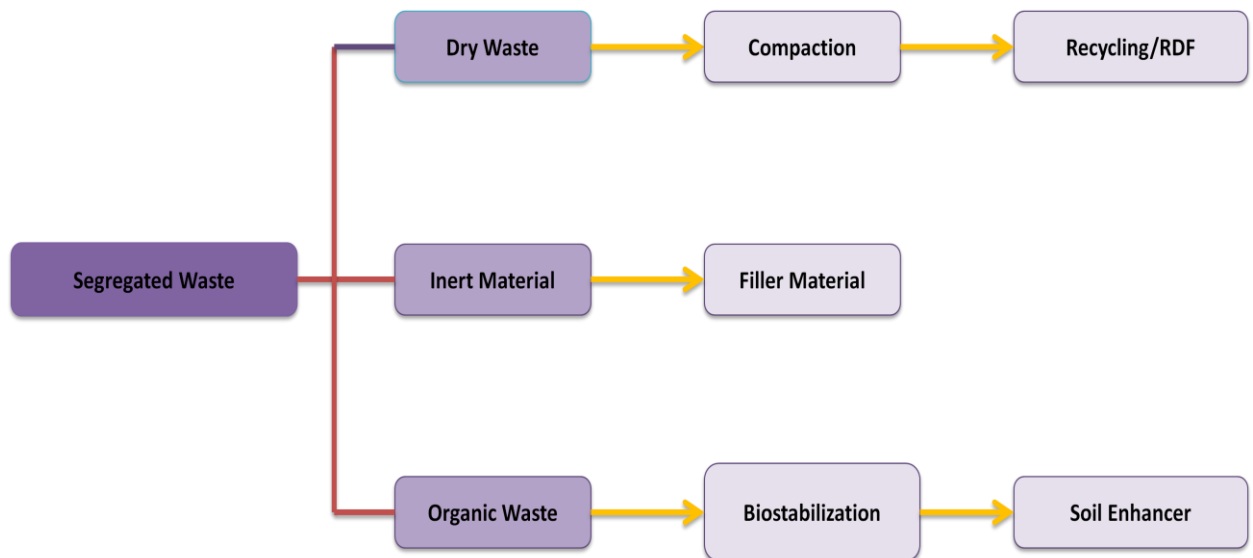 Dry Waste
Compaction
Recycling/RDF
Segregated Waste
Inert Material
Filler Material
Organic Waste
Biostabilization
Soil Enhancer